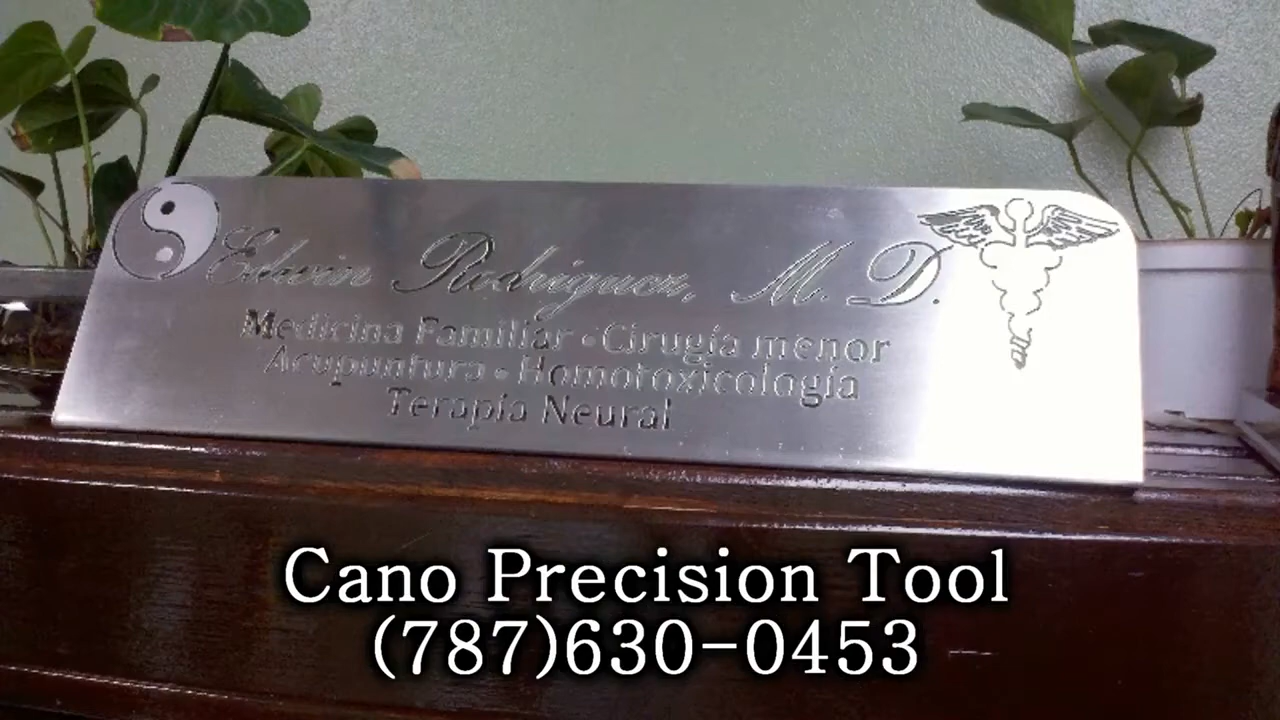 Edwin Rodriguez, M. D.
Medicina Familiar • Cirugía menor
Acupuntura • Homotoxicología
Terapia Neural
Cano Precision Tool
(787)630-0453